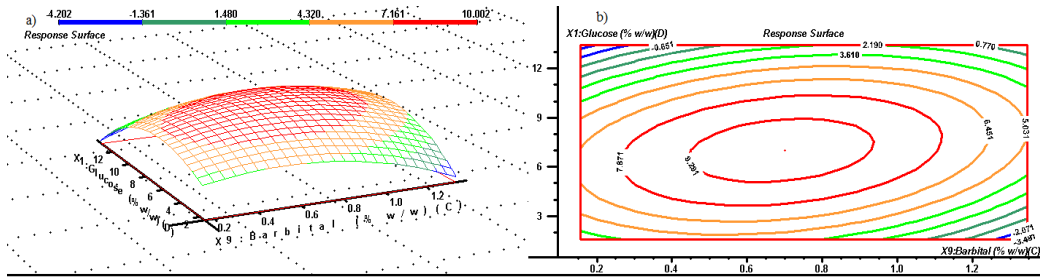 a)
-4.202 -1.361 1.480 4.320 7.161 10.002
Response Surface
12
10
8
6
4
2
X1:Glucose (% w/w)(D)
0.2
0.4
0.6
0.8
1.0
1.2
X9:B-arbital (% w/w)(C)
b)
X1:Glucose (% w/w)(D)
Response Surface
-0.651
2.190
0.770
3.610
12
9
6
3
7.871
9.291
6.451
5.031
-2.071
-3.491
X9:Barbital (% w/w)(C)
0.2 0.4 0.6 0.8 1.0 1.2